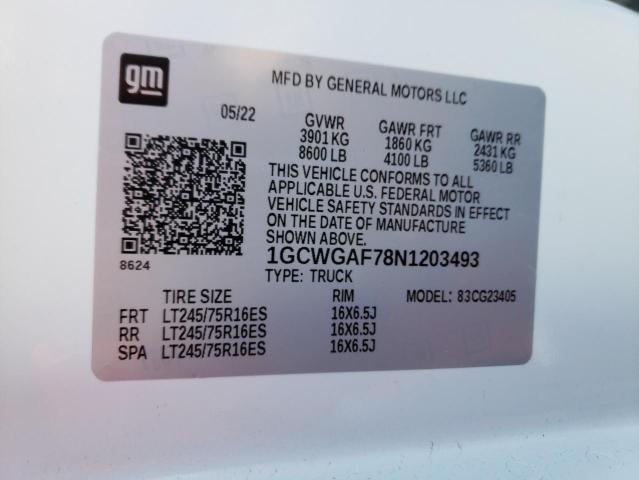 gm
MFD BY GENERAL MOTORS LLC
05/22
GVWR GAWR FRT GAWR RR
3901 KG 1860 KG 2431 KG
8600 LB 4100 LB 5360 LB
THIS VEHICLE CONFORMS TO ALL
APPLICABLE U.S. FEDERAL MOTOR
VEHICLE SAFETY STANDARDS IN EFFECT
ON THE DATE OF MANUFACTURE
SHOWN ABOVE.
8624
1GCWGAF78N1203493
TYPE: TRUCK
TIRE SIZE RIM MODEL: 83CG23405
FRT LT245/75R16ES 16X6.5J
RR LT245/75R16ES 16X6.5J
SPA LT245/75R16ES 16X6.5J